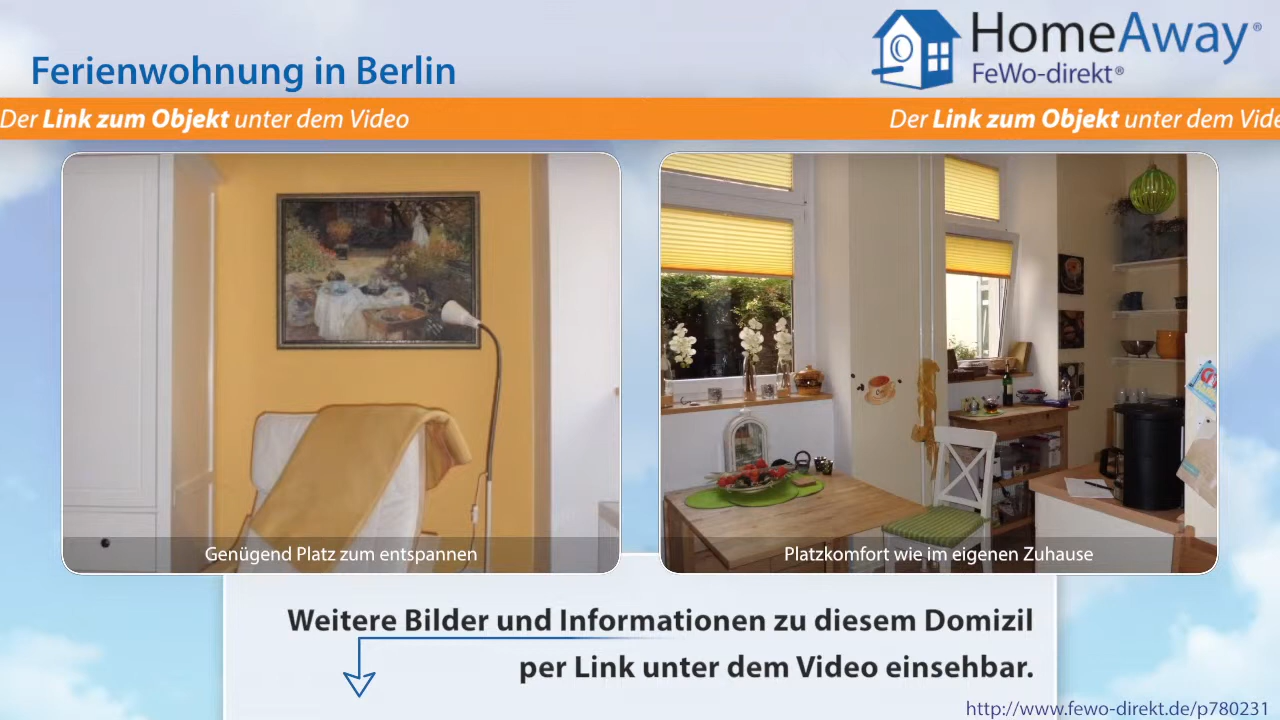 HomeAway®
FeWo-direkt®
Ferienwohnung in Berlin
Der Link zum Objekt unter dem Video
Der Link zum Objekt unter dem Vide
Genügend Platz zum entspannen
Platzkomfort wie im eigenen Zuhause
Weitere Bilder und Informationen zu diesem Domizil
per Link unter dem Video einsehbar.
http://www.fewo-direkt.de/p780231